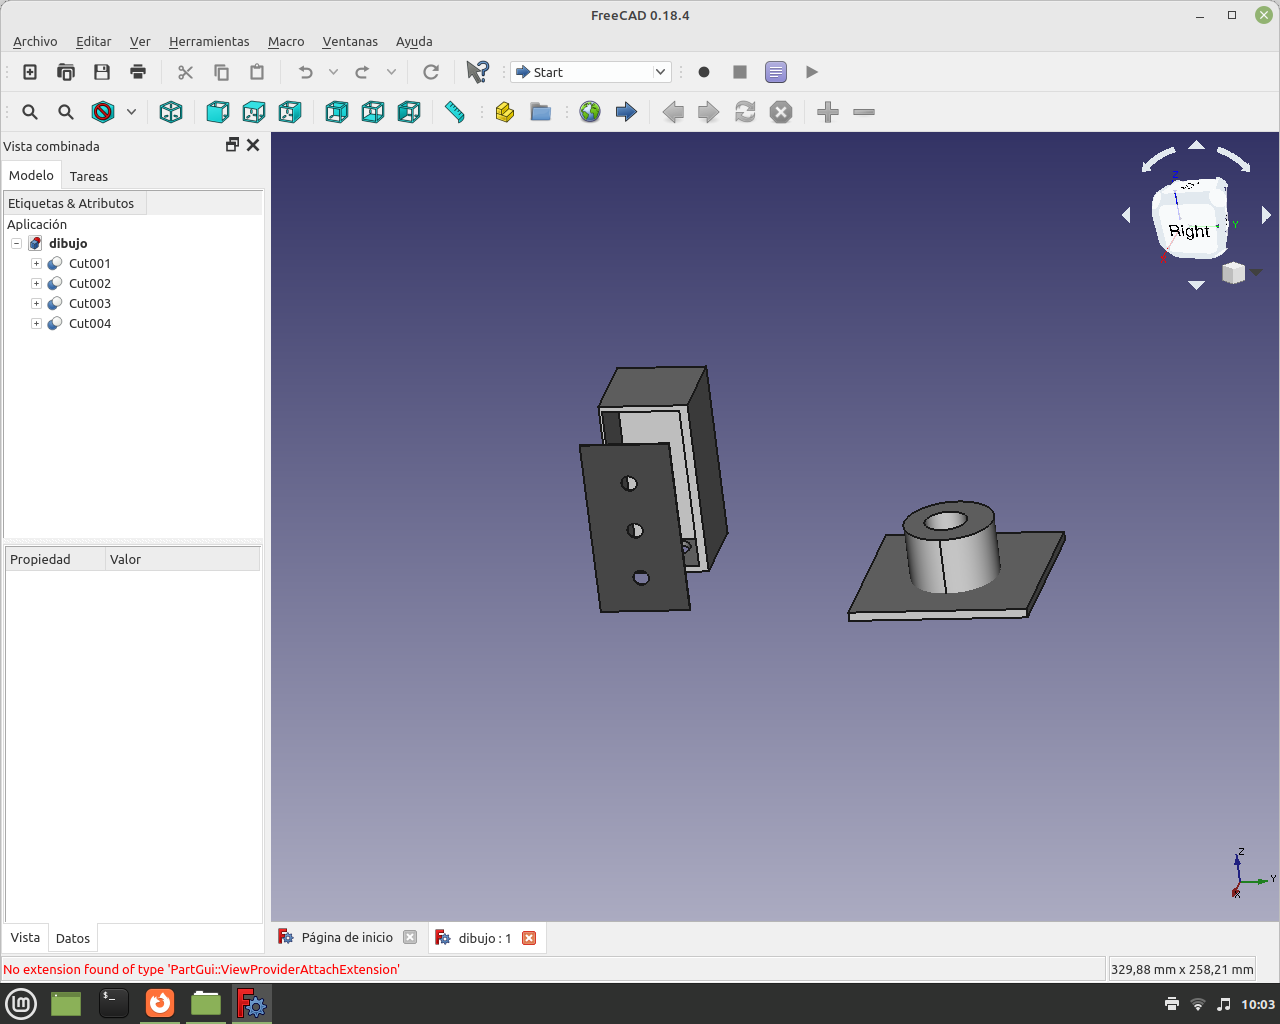 FreeCAD 0.18.4
Archivo Editar Ver Herramientas Macro Ventanas Ayuda
Start
Vista combinada
Modelo Tareas
Etiquetas & Atributos
Aplicación
dibujo
Cut001
Cut002
Cut003
Cut004
Propiedad Valor
Z
Y
Right
Z
Y
X
Vista Datos
Página de inicio dibujo : 1
No extension found of type 'PartGui::ViewProviderAttachExtension'
329,88 mm x 258,21 mm
10:03